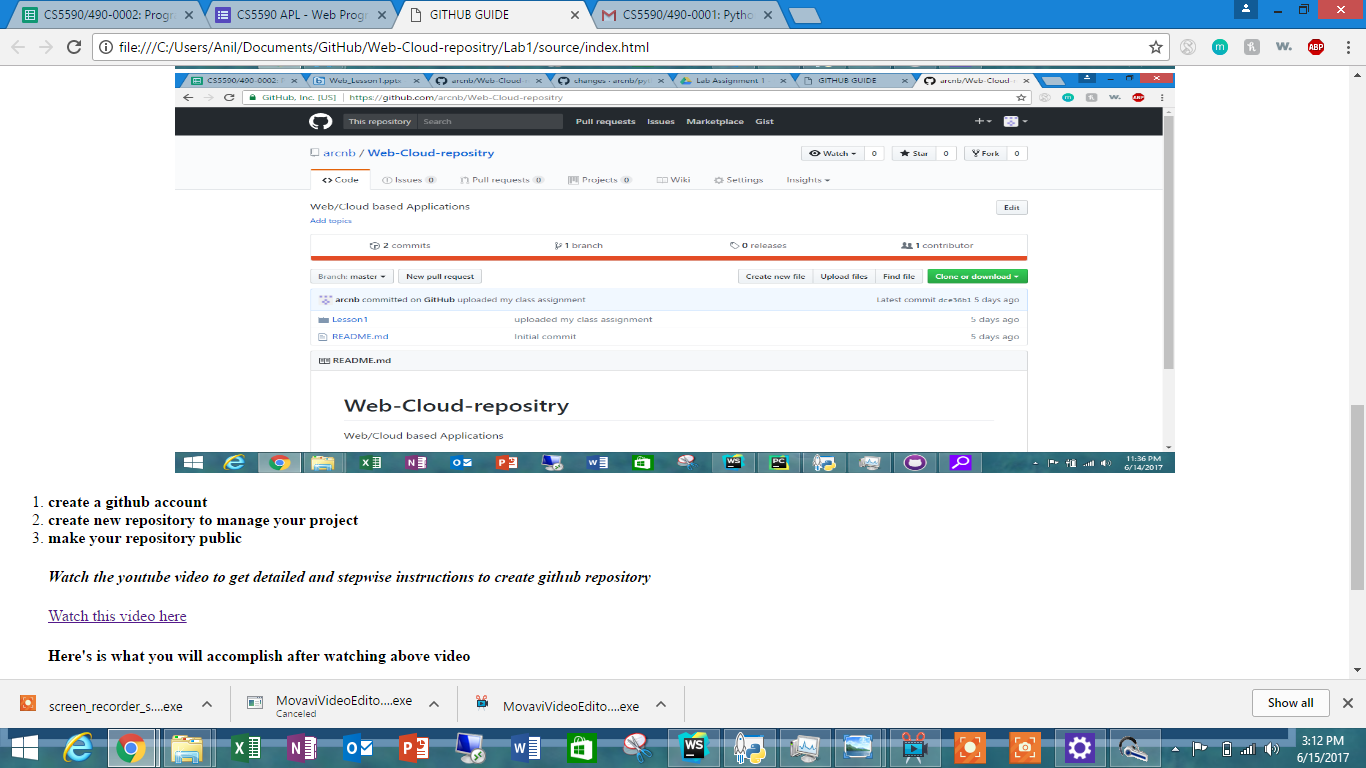 CS5590/490-0002: Progr
CS5590 APL - Web Progr
GITHUB GUIDE
CS5590/490-0001: Pytho
file:///C:/Users/Anil/Documents/GitHub/Web-Cloud-repositry/Lab1/source/index.html
w.
ABP
CS5590/490-0002:
Web_Lesson1.pptx
arcnb/Web-Cloud -
changes - arcnb/pyt
Lab Assignment 1
GITHUB GUIDE
arcnb/Web-Cloud
GitHub, Inc. [US]
https://github.com/arcnb/Web-Cloud-repositry
This repository
Search
Pull requests
Issues
Marketplace
Gist
arcnb / Web-Cloud-repositry
Watch 0
Star 0
Fork 0
<> Code
Issues 0
Pull requests 0
Projects 0
Wiki
Settings
Insights
Web/Cloud based Applications
Edit
Add topics
2 commits
1 branch
0 releases
1 contributor
Branch: master
New pull request
Create new file
Upload files
Find file
Clone or download
arcnb committed on GitHub uploaded my class assignment
Latest commit dce36b1 5 days ago
Lesson1
uploaded my class assignment
5 days ago
README.md
Initial commit
5 days ago
README.md
Web-Cloud-repositry
Web/Cloud based Applications
11:36 PM
6/14/2017
1. create a github account
2. create new repository to manage your project
3. make your repository public
Watch the youtube video to get detailed and stepwise instructions to create github repository
Watch this video here
Here's is what you will accomplish after watching above video
screen_recorder_s....exe
MovaviVideoEdito....exe
Canceled
MovaviVideoEdito....exe
Show all
WS
3:12 PM
6/15/2017